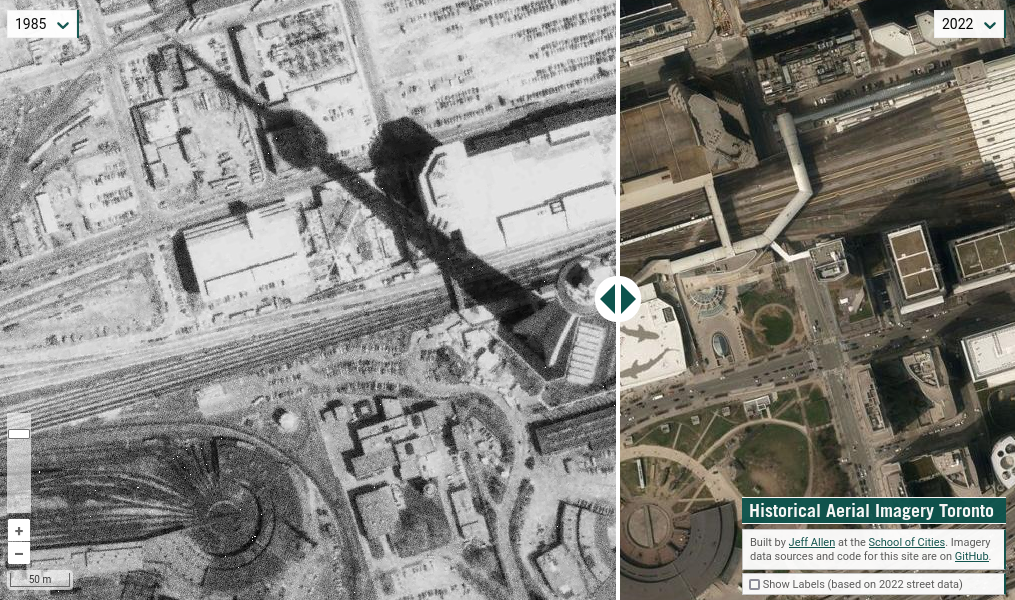 1985
2022
+
−
50 m
Historical Aerial Imagery Toronto
Built by Jeff Allen at the School of Cities. Imagery
data sources and code for this site are on GitHub.
Show Labels (based on 2022 street data)